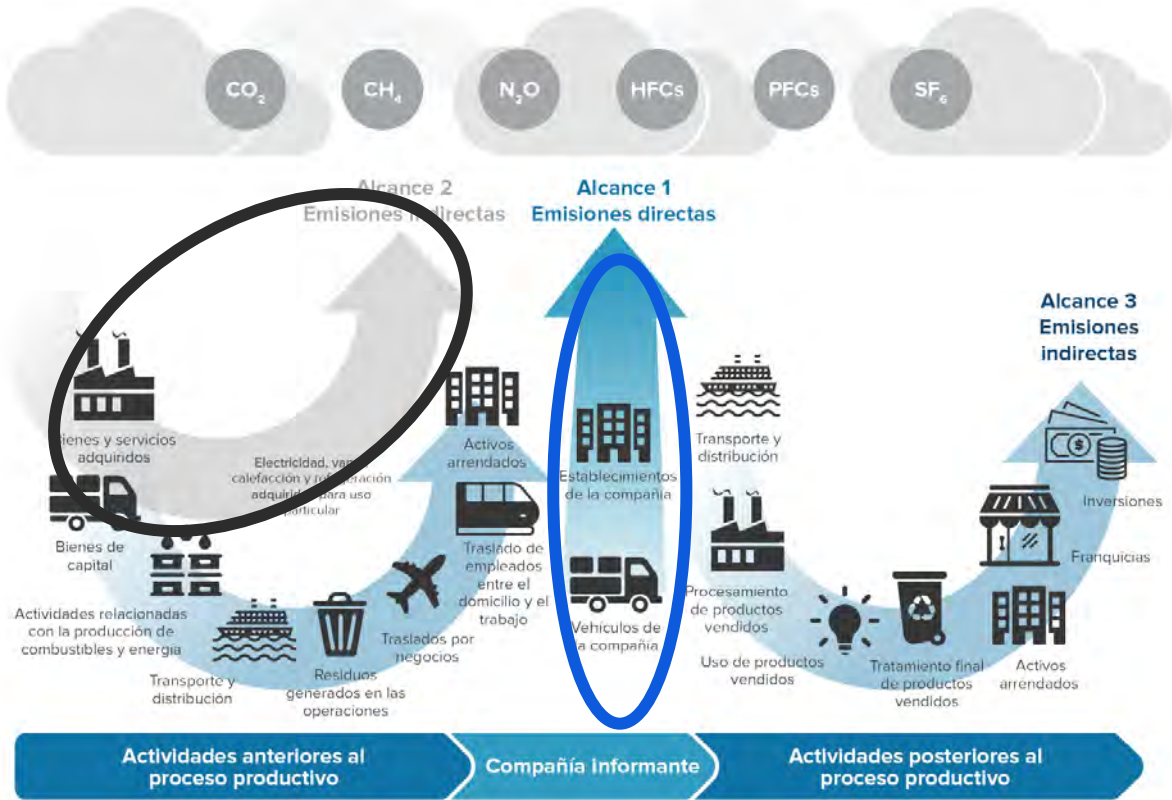 CO₂
CH₄
N₂O
HFCs
PFCs
SF₆
Alcance 2
Emisiones indirectas
Alcance 1
Emisiones directas
Alcance 3
Emisiones
indirectas
Bienes y servicios
adquiridos
Electricidad, vapor,
calefacción y refrigeración
adquiridos para uso
particular
Bienes de
capital
Actividades relacionadas
con la producción de
combustibles y energía
Transporte y
distribución
Residuos
generados en las
operaciones
Traslados por
negocios
Traslado de
empleados
entre el
domicilio y el
trabajo
Activos
arrendados
Establecimientos
de la compañía
Vehículos de
la compañía
Transporte y
distribución
Procesamiento
de productos
vendidos
Uso de productos
vendidos
Tratamiento final
de productos
vendidos
Activos
arrendados
Franquicias
Inversiones
Actividades anteriores al
proceso productivo
Compañía informante
Actividades posteriores al
proceso productivo